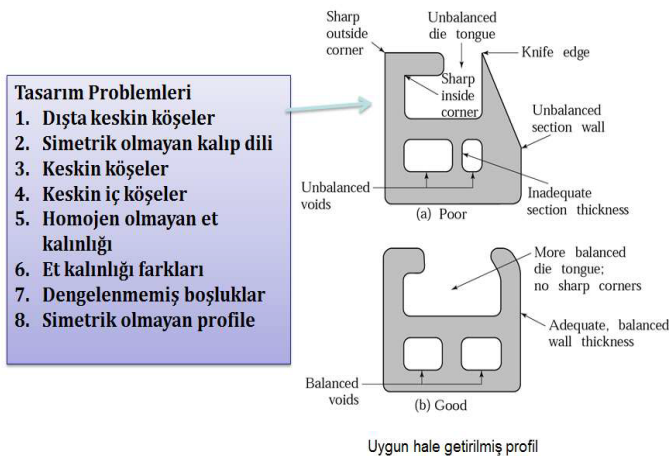 Tasarım Problemleri
1. Dışta keskin köşeler
2. Simetrik olmayan kalıp dili
3. Keskin köşeler
4. Keskin iç köşeler
5. Homojen olmayan et
kalınlığı
6. Et kalınlığı farkları
7. Dengelenmemiş boşluklar
8. Simetrik olmayan profile
Sharp
outside
corner
Unbalanced
die tongue
Knife edge
Sharp
inside
corner
Unbalanced
section wall
Unbalanced
voids
Inadequate
section thickness
(a) Poor
More balanced
die tongue;
no sharp corners
Adequate, balanced
wall thickness
Balanced
voids
(b) Good
Uygun hale getirilmiş profil